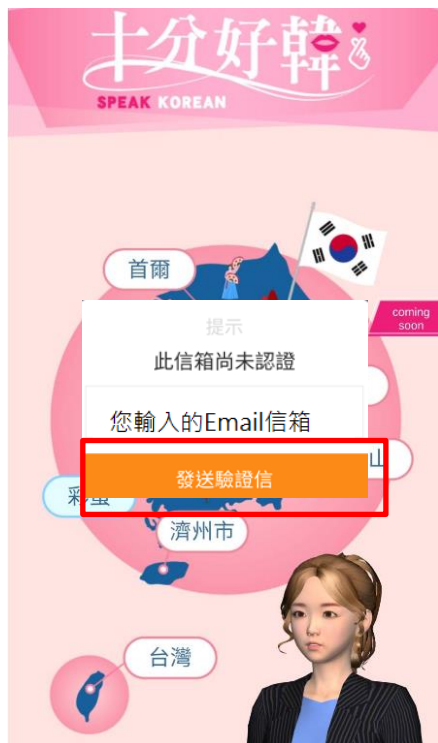 十分好韓
SPEAK KOREAN
首爾
coming
soon
提示
此信箱尚未認證
您輸入的Email信箱
山
發送驗證信
彩蛋
濟州市
台灣